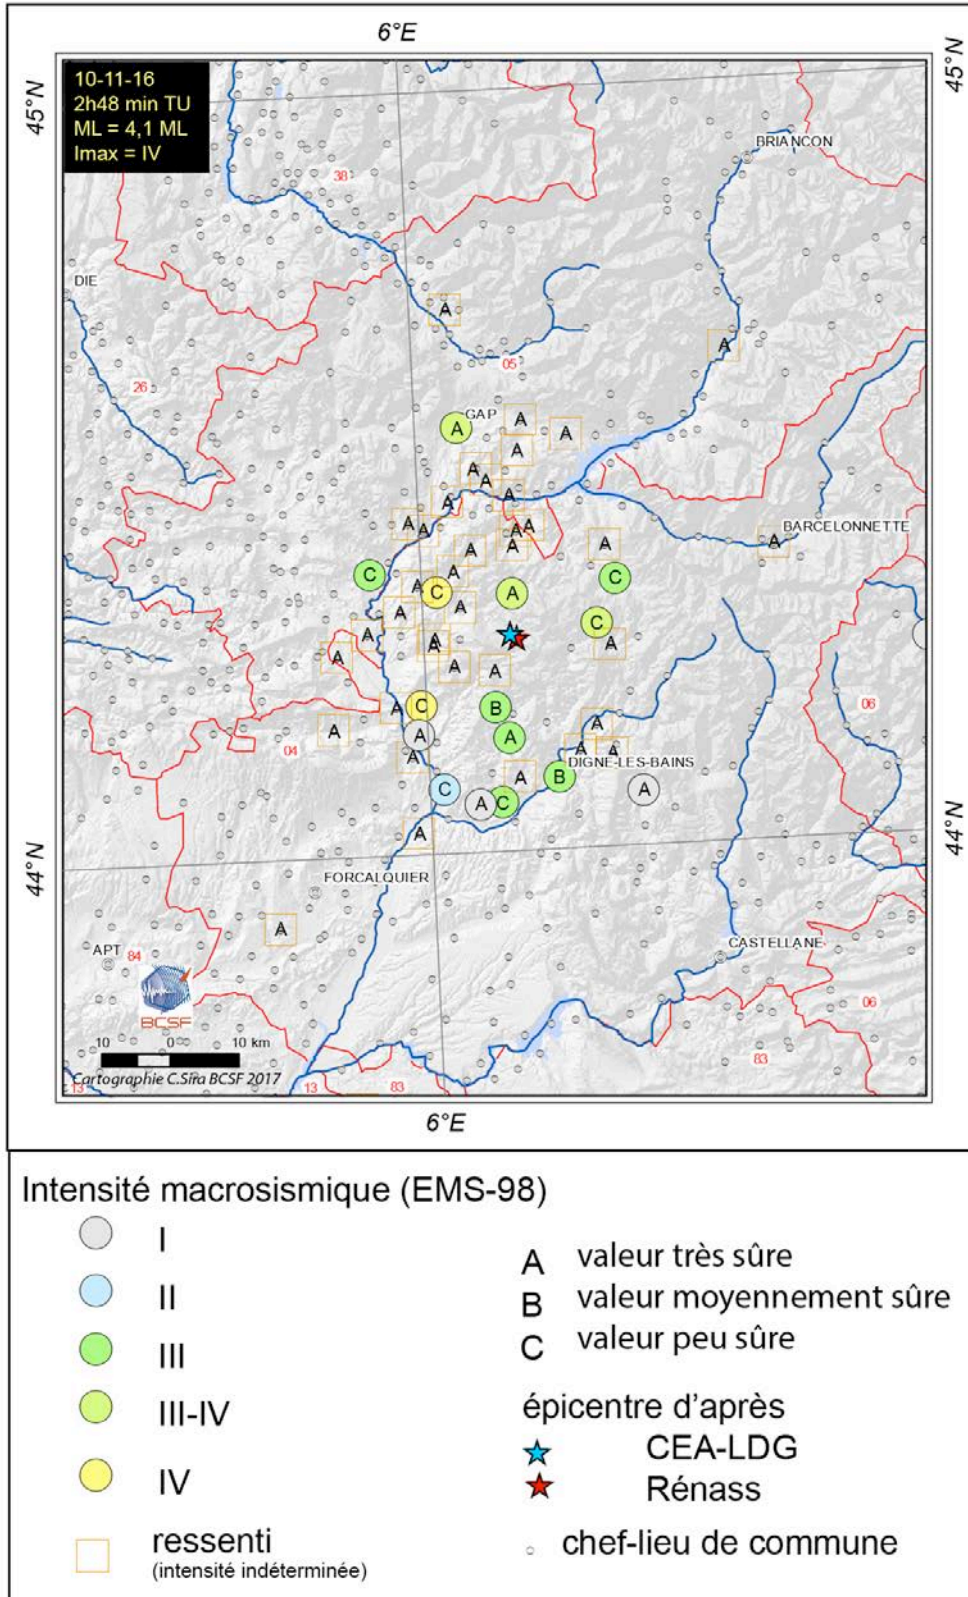 6°E
45°N
45°N
10-11-16
2h48 min TU
ML = 4,1 ML
Imax = IV
BRIANCON
38
DIE
A
A
05
26
GAP
A
A
A
A
A
A
A
A
A
A
A
A
BARCELONNETTE
A
A
A
A
A
C
A
A
C
C
A
A
A
C
A
A
A
A
A
A
A
A
06
A
C
B
A
04
A
A
A
A
A
A
DIGNE-LES-BAINS
A
B
C
A
C
A
A
44°N
44°N
FORCALQUIER
A
APT
84
CASTELLANE
BCSF
06
10
0
10 km
83
Cartographie C.Sira BCSF 2017
13
13
83
6°E
Intensité macrosismique (EMS-98)
I
II
III
III-IV
IV
ressenti
(intensité indéterminée)
A valeur très sûre
B valeur moyennement sûre
C valeur peu sûre
épicentre d'après
CEA-LDG
Rénass
chef-lieu de commune